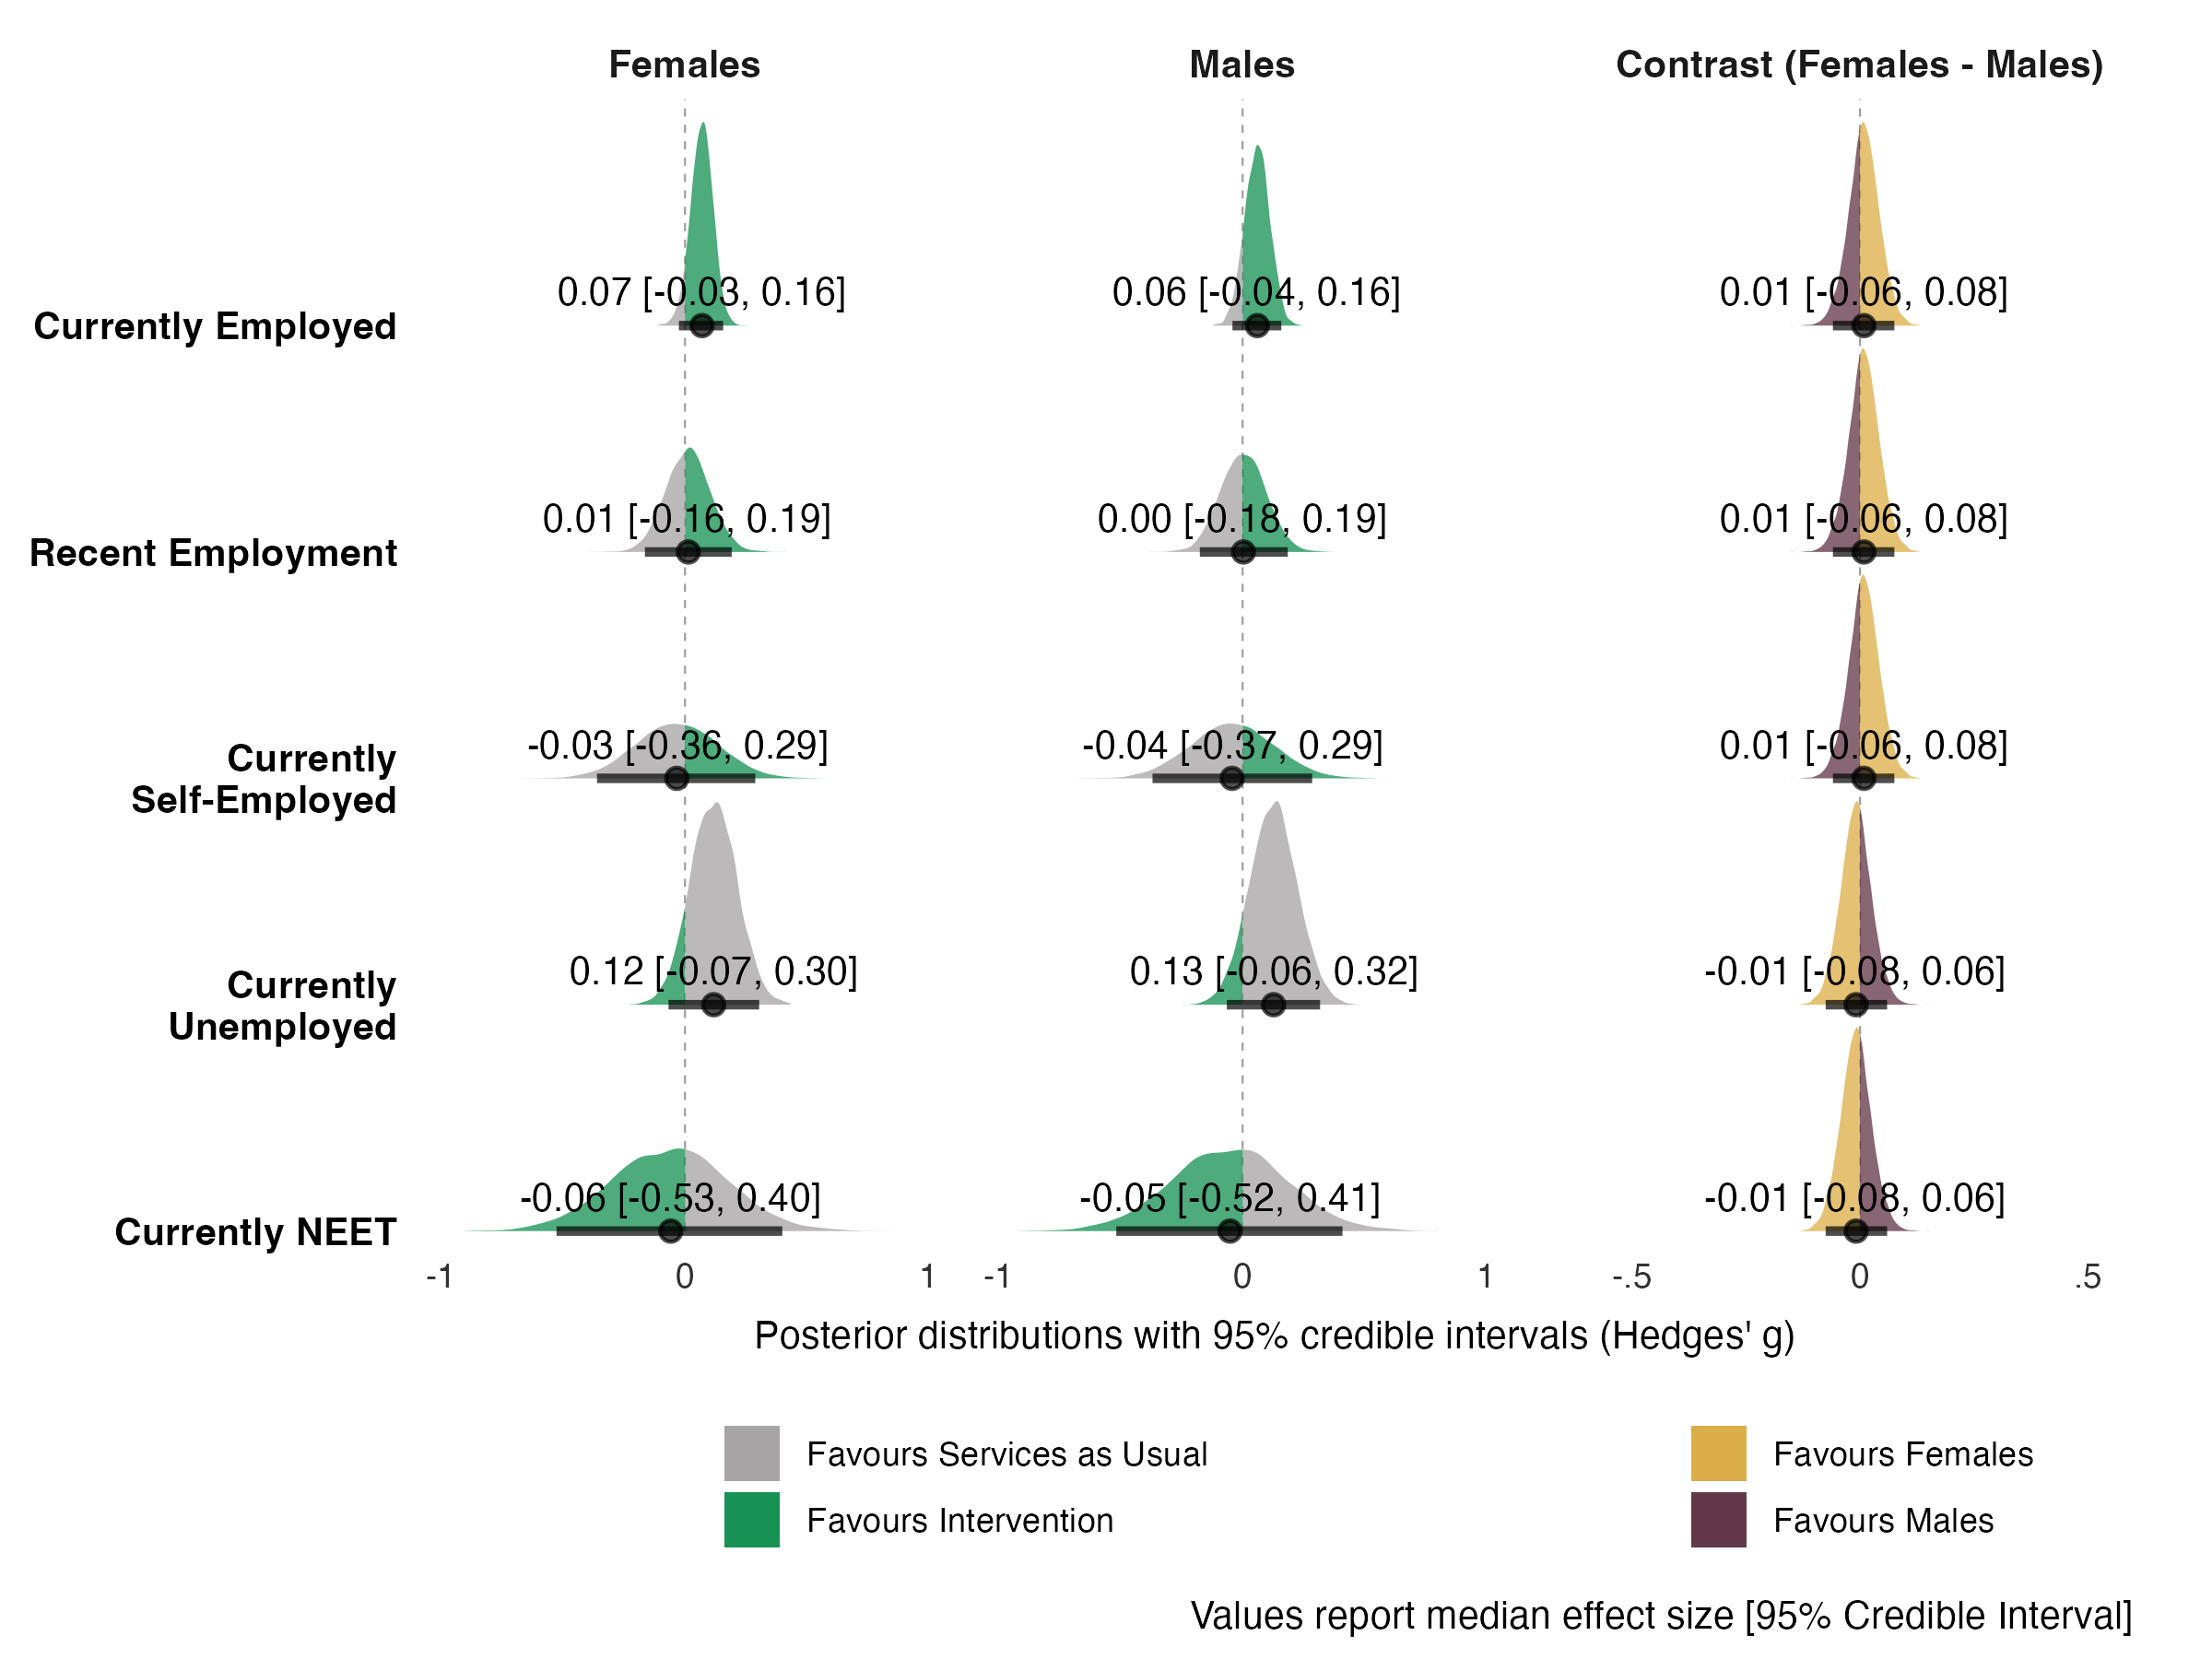 Females Males Contrast (Females - Males)
Currently Employed 0.07 [-0.03, 0.16] 0.06 [-0.04, 0.16] 0.01 [-0.06, 0.08]
Recent Employment 0.01 [-0.16, 0.19] 0.00 [-0.18, 0.19] 0.01 [-0.06, 0.08]
Currently
Self-Employed -0.03 [-0.36, 0.29] -0.04 [-0.37, 0.29] 0.01 [-0.06, 0.08]
Currently
Unemployed 0.12 [-0.07, 0.30] 0.13 [-0.06, 0.32] -0.01 [-0.08, 0.06]
Currently NEET -0.06 [-0.53, 0.40] -0.05 [-0.52, 0.41] -0.01 [-0.08, 0.06]
-1 0 1 -1 0 1 -.5 0 .5
Posterior distributions with 95% credible intervals (Hedges' g)
Favours Services as Usual Favours Females
Favours Intervention Favours Males
Values report median effect size [95% Credible Interval]